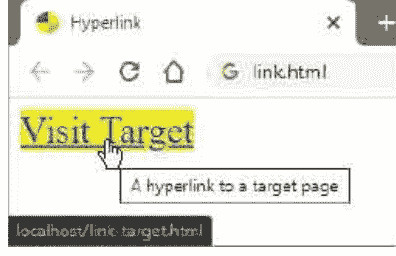 Hyperlink
link.html
Visit Target
A hyperlink to a target page
localhost/link-target.html